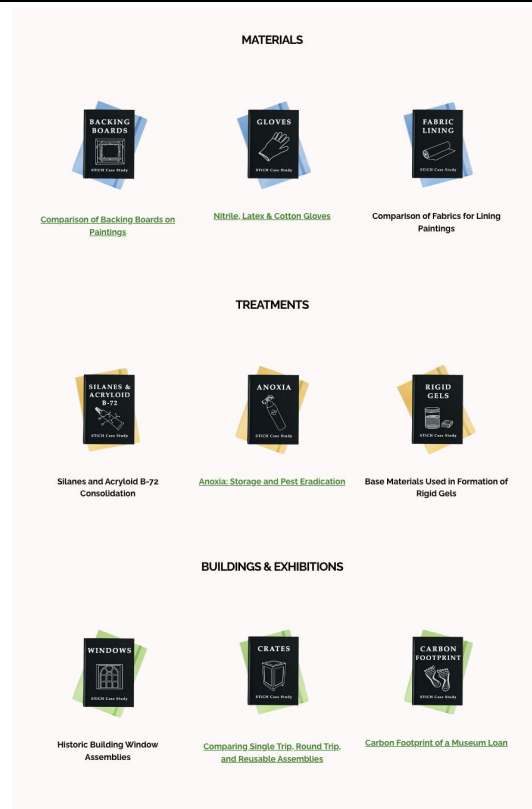 MATERIALS
BACKING
BOARDS
STiCH Case Study
GLOVES
STiCH Case Study
FABRIC
LINING
STiCH Case Study
Comparison of Backing Boards on
Paintings
Nitrile, Latex & Cotton Gloves
Comparison of Fabrics for Lining
Paintings
TREATMENTS
SILANES &
ACRYLOID
B-72
STiCH Case Study
ANOXIA
STiCH Case Study
RIGID
GELS
STiCH Case Study
Silanes and Acryloid B-72
Consolidation
Anoxia: Storage and Pest Eradication
Base Materials Used in Formation of
Rigid Gels
BUILDINGS & EXHIBITIONS
WINDOWS
STiCH Case Study
CRATES
STiCH Case Study
CARBON
FOOTPRINT
STiCH Case Study
Historic Building Window
Assemblies
Comparing Single Trip, Round Trip,
and Reusable Assemblies
Carbon Footprint of a Museum Loan